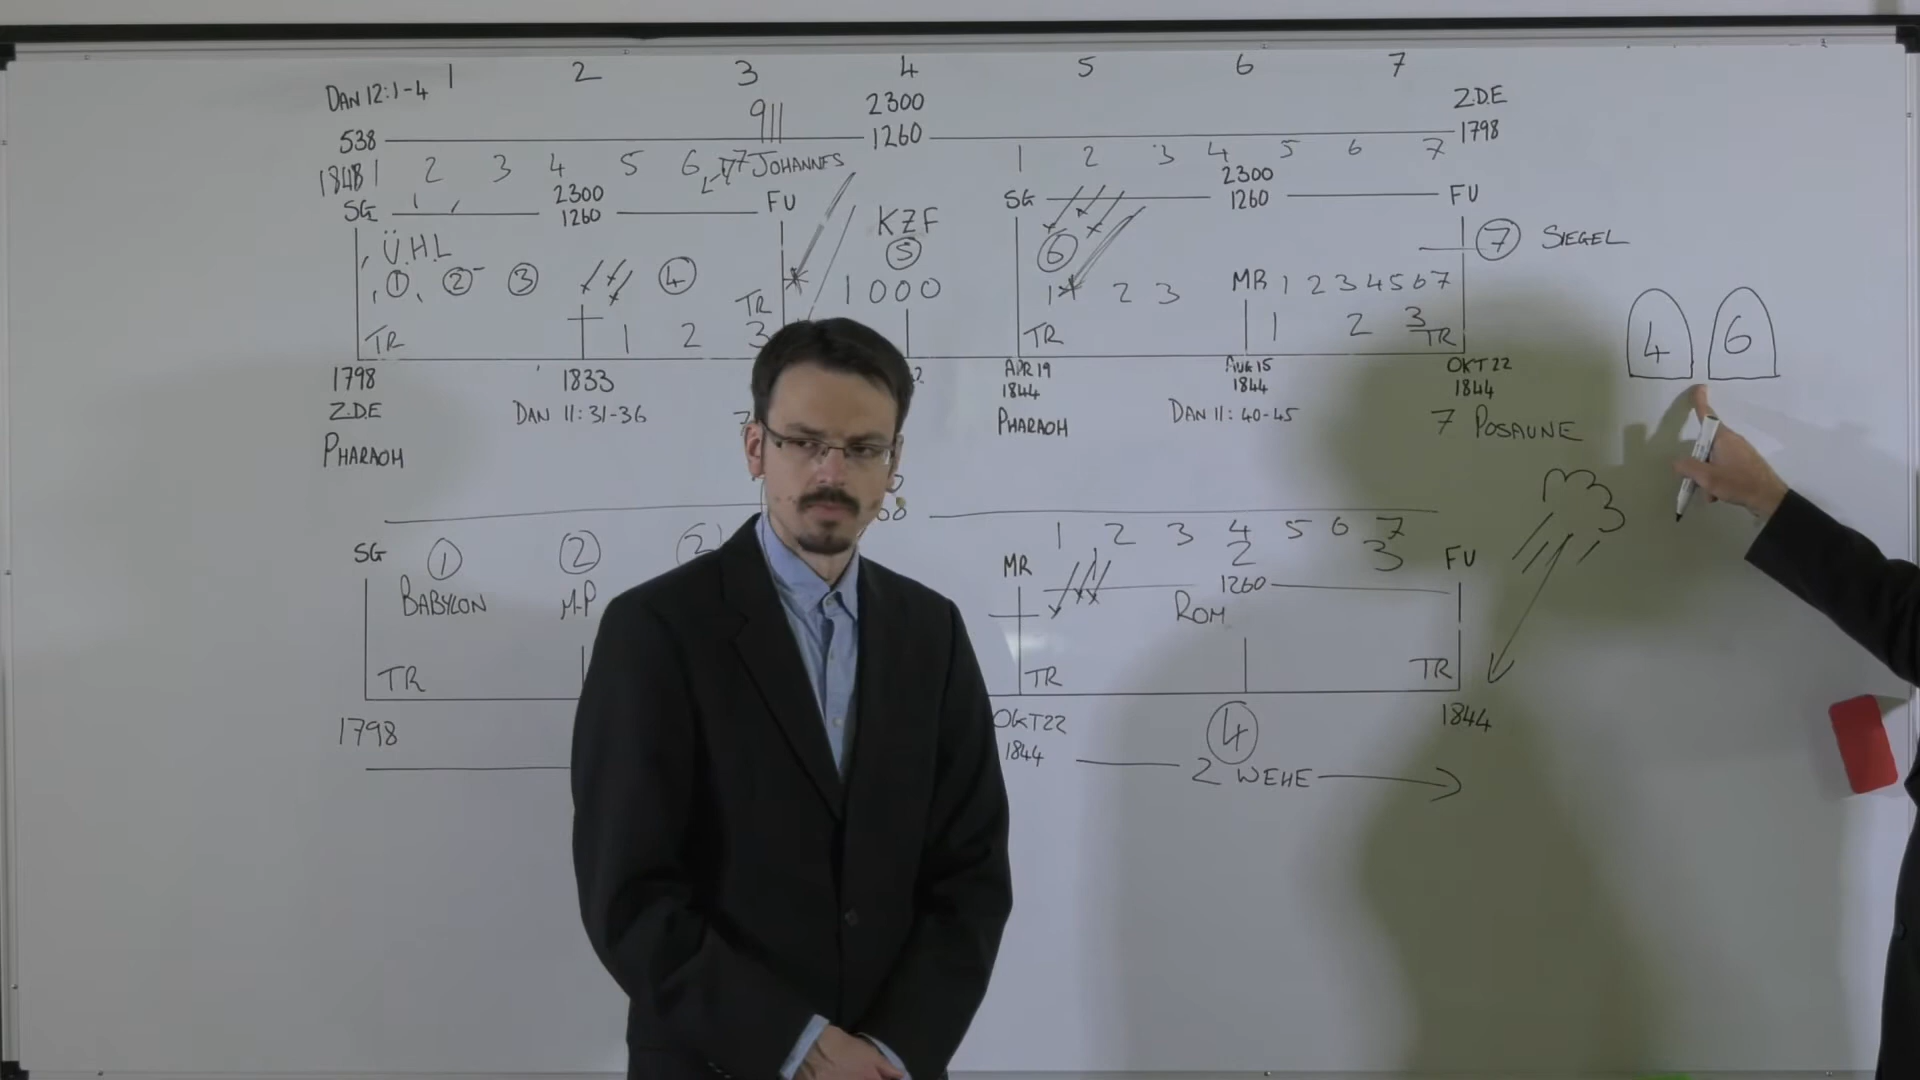 DAN 12:1-4 1 2 3 4 5 6 7
911 2300 Z.D.E
538 1260 1798
1848 1 2 3 4 5 6 7 JOHANNES 1 2 3 4 5 6 7
2300 2300
SG 1260 FU SG 1260 FU
KZF
Ü.H.L 5 6 7 SIEGEL
1 2 3 4 1000 1 2 3 MR 1 2 3 4 5 6 7
TR 1 2 3 TR TR 1 2 3 TR 4 6
1798 1833 APR 19 1844 AUG 15 1844 OKT 22 1844
Z.D.E DAN 11:31-36 PHARAOH DAN 11:40-45 7 POSAUNE
PHARAOH
1 2 3 4 5 6 7
SG 1 2 2 MR 2 3 FU
BABYLON M-P 1260
ROM
TR TR TR
1798 OKT 22 1844 4 1844
2 WEHE